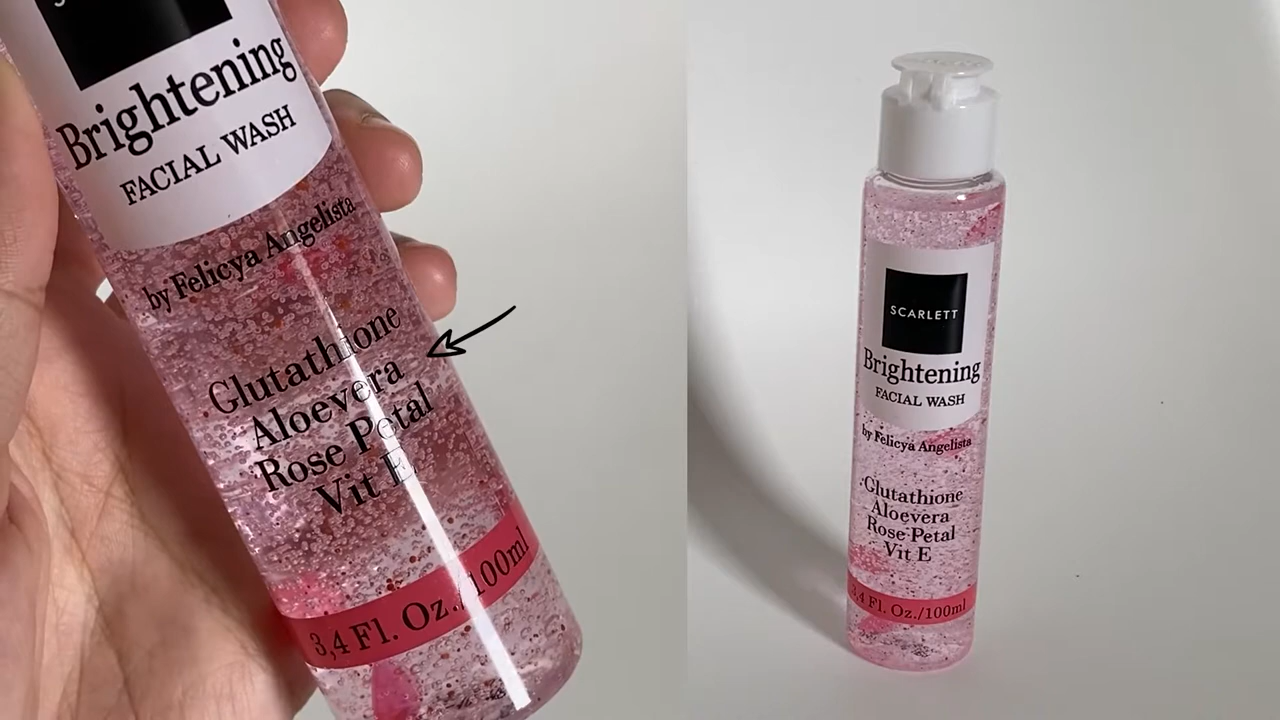 Brightening
FACIAL WASH
by Felicya Angelista
Glutathione
Aloevera
Rose Petal
Vit E
3,4 Fl. Oz./100ml
SCARLETT
Brightening
FACIAL WASH
by Felicya Angelista
Glutathione
Aloevera
Rose Petal
Vit E
3,4 Fl. Oz./100ml